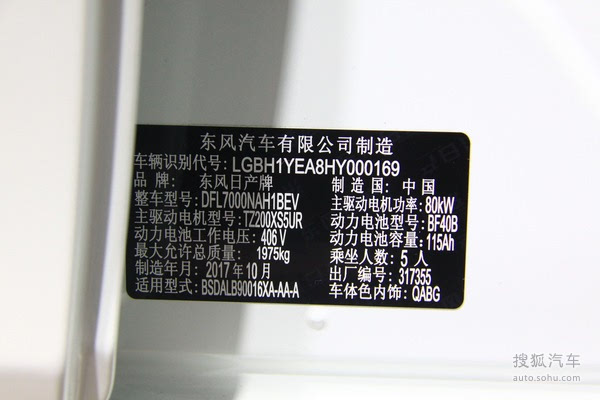 东风汽车有限公司制造
车辆识别代号: LGBH1YEA8HY000169
品 牌: 东风日产牌 制 造 国: 中 国
整车型号: DFL7000NAH1BEV 主驱动电机功率: 80kW
主驱动电机型号: TZ200XS5UR 动力电池型号: BF40B
动力电池工作电压: 406 V 动力电池容量: 115Ah
最大允许总质量: 1975kg 乘坐人数: 5 人
制造年月: 2017 年 10 月 出厂编号: 317355
适用型式: BSDALB90016XA-AA-A 车体色内饰: QABG
搜狐汽车
auto.sohu.com